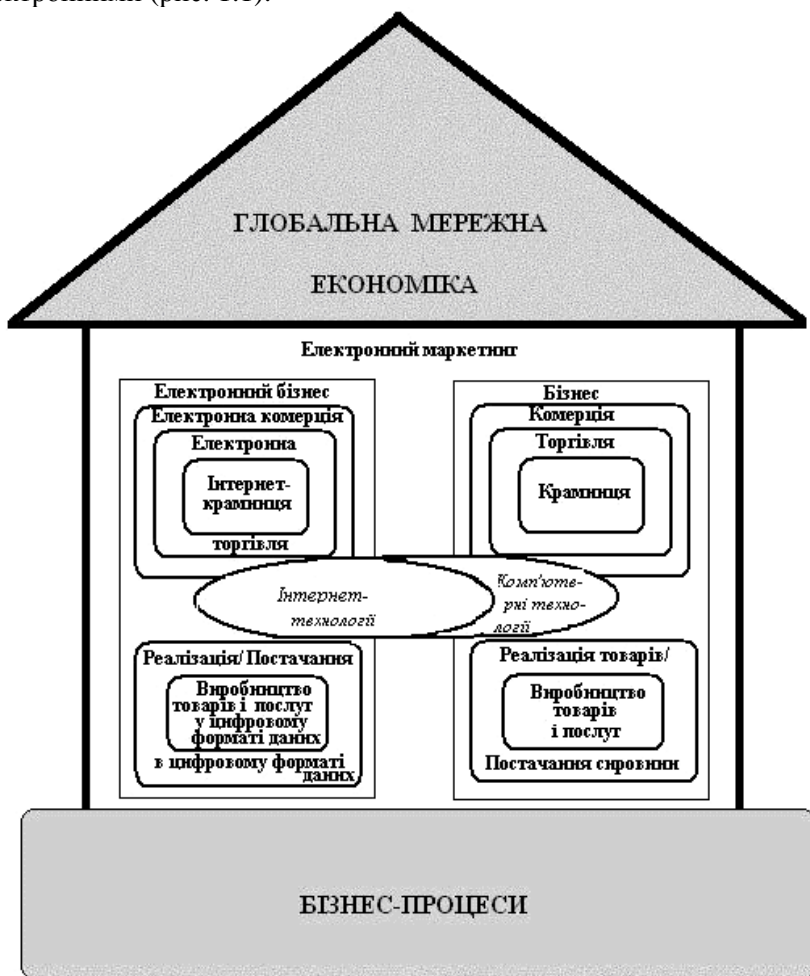 ктронними (рис. 1.1).
ГЛОБАЛЬНА МЕРЕЖНА
ЕКОНОМІКА
Електронний маркетинг
Електронний бізнес
Електронна комерція
Електронна
Інтернет-
крамниця
торгівля
Бізнес
Комерція
Торгівля
Крамниця
Інтернет-
технології
Комп'юте-
рні техно-
логії
Реалізація/ Постачання
Виробництво
товарів і послуг
у цифровому
форматі даних
в цифровому форматі
даних
Реалізація товарів/
Виробництво
товарів
і послуг
Постачання сировини
БІЗНЕС-ПРОЦЕСИ